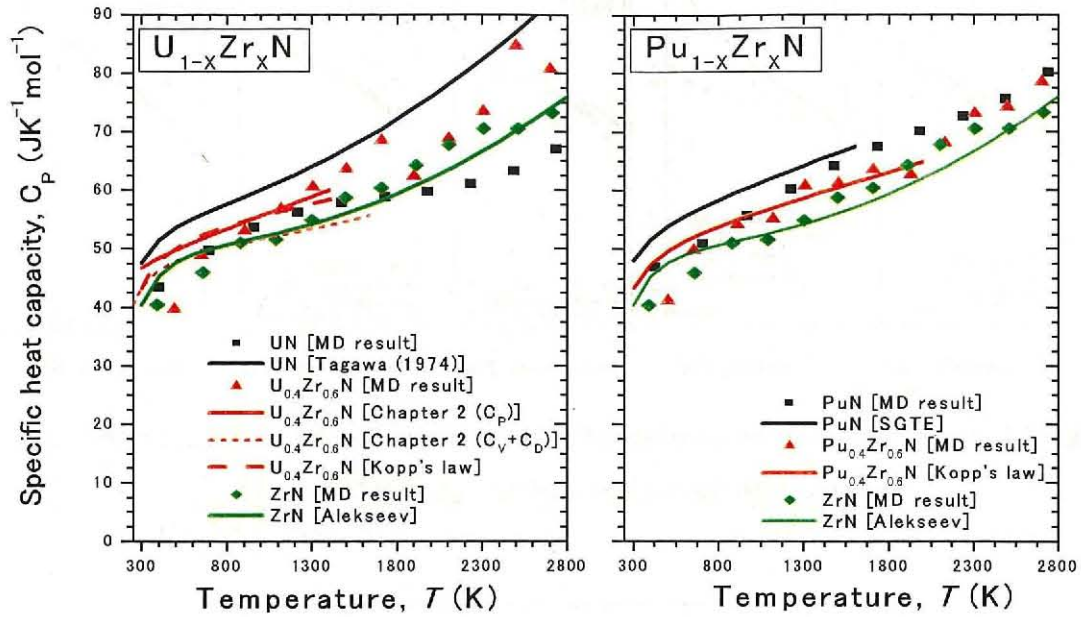 Specific heat capacity, C_P (JK⁻¹mol⁻¹)
90
80
70
60
50
40
30
20
10
0
U₁₋ₓZrₓN
UN [MD result]
UN [Tagawa (1974)]
U₀.₄Zr₀.₆N [MD result]
U₀.₄Zr₀.₆N [Chapter 2 (C_P)]
U₀.₄Zr₀.₆N [Chapter 2 (C_V+C_D)]
U₀.₄Zr₀.₆N [Kopp's law]
ZrN [MD result]
ZrN [Alekseev]
300 800 1300 1800 2300 2800
Temperature, T (K)
Pu₁₋ₓZrₓN
PuN [MD result]
PuN [SGTE]
Pu₀.₄Zr₀.₆N [MD result]
Pu₀.₄Zr₀.₆N [Kopp's law]
ZrN [MD result]
ZrN [Alekseev]
300 800 1300 1800 2300 2800
Temperature, T (K)